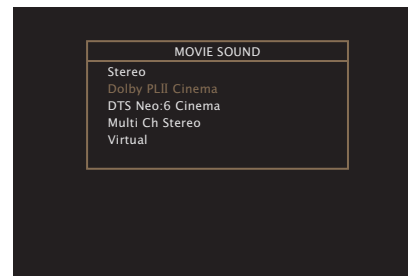 MOVIE SOUND
Stereo
Dolby PLII Cinema
DTS Neo:6 Cinema
Multi Ch Stereo
Virtual